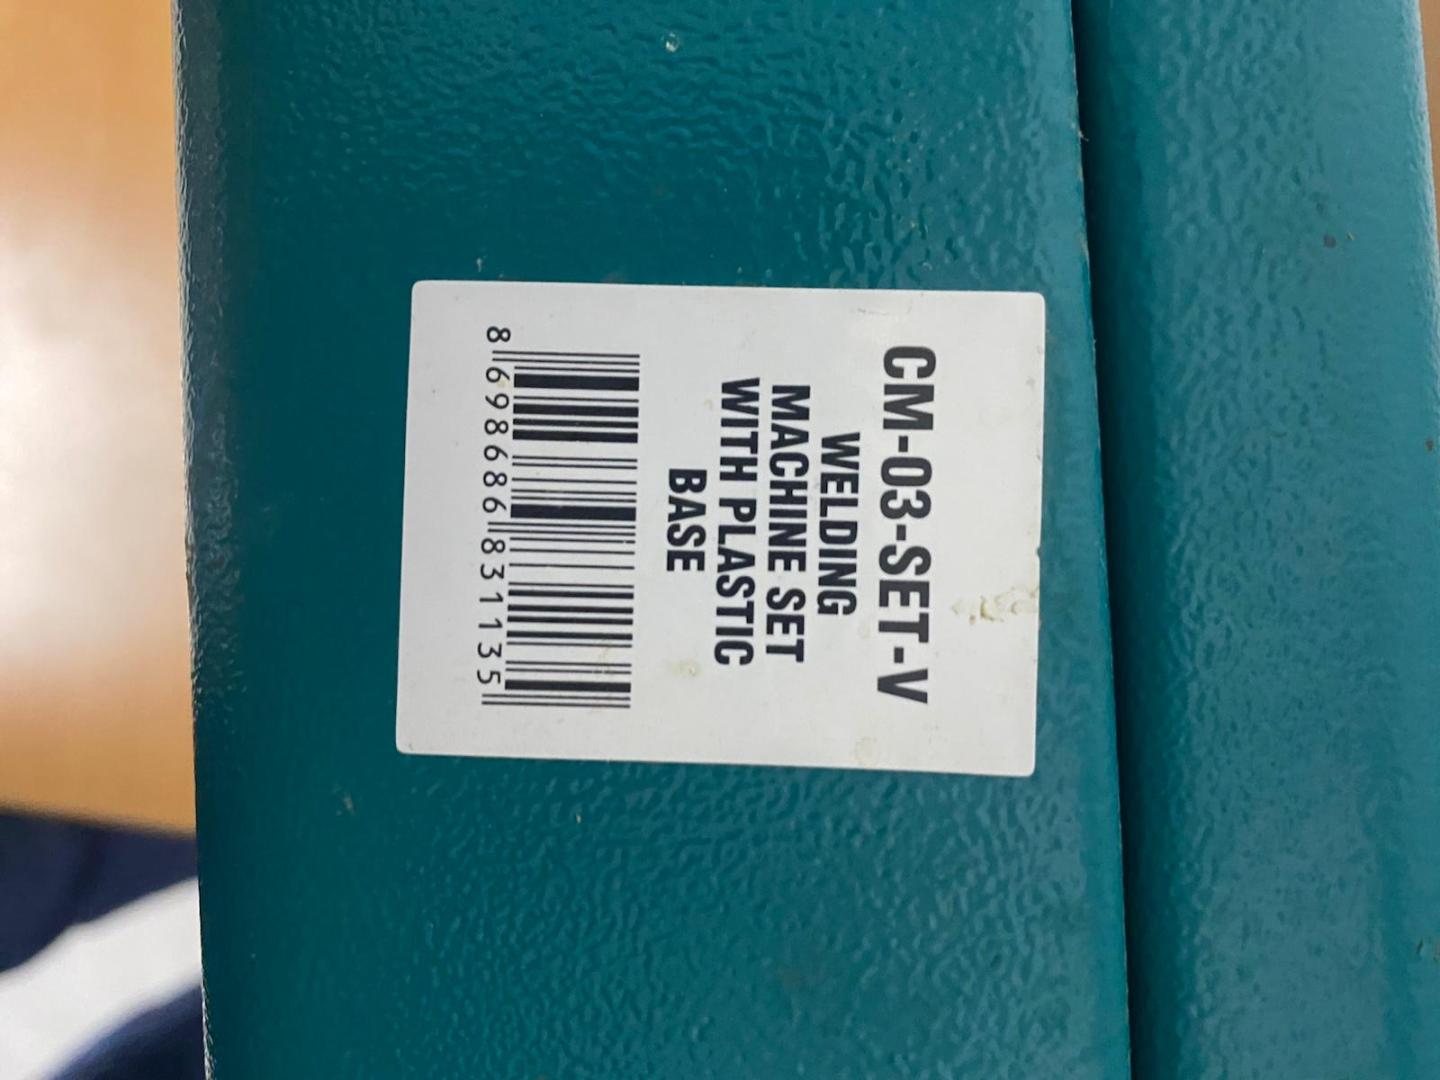 CM-03-SET-V
WELDING
MACHINE SET
WITH PLASTIC
BASE
8 698686 831135